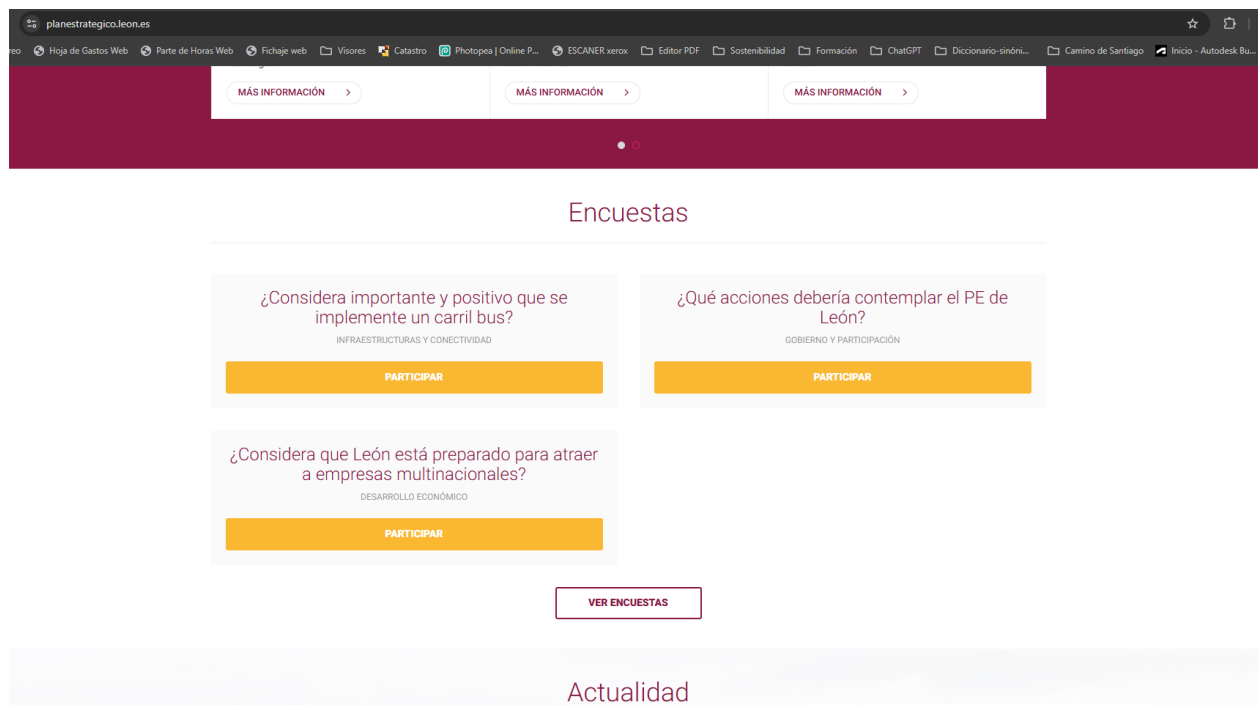 planestrategico.leon.es
reo Hoja de Gastos Web Parte de Horas Web Fichaje web Visores Catastro Photopea | Online P... ESCANER xerox Editor PDF Sostenibilidad Formación ChatGPT Diccionario-sinóni... Camino de Santiago Inicio - Autodesk Bu...
MÁS INFORMACIÓN MÁS INFORMACIÓN MÁS INFORMACIÓN
Encuestas
¿Considera importante y positivo que se
implemente un carril bus?
INFRAESTRUCTURAS Y CONECTIVIDAD
PARTICIPAR
¿Qué acciones debería contemplar el PE de
León?
GOBIERNO Y PARTICIPACIÓN
PARTICIPAR
¿Considera que León está preparado para atraer
a empresas multinacionales?
DESARROLLO ECONÓMICO
PARTICIPAR
VER ENCUESTAS
Actualidad